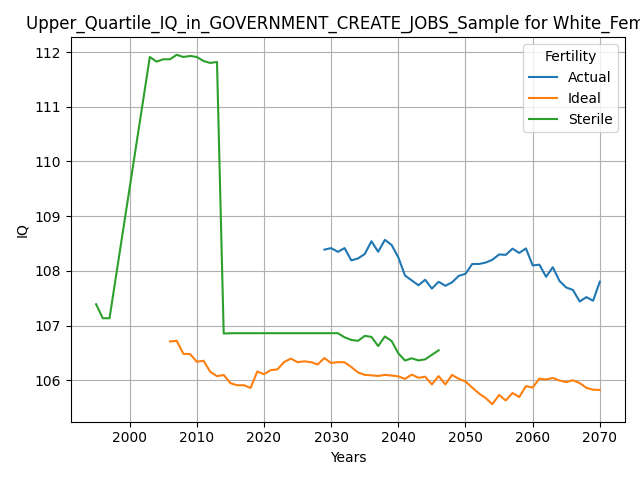 Upper_Quartile_IQ_in_GOVERNMENT_CREATE_JOBS_Sample for White_Fem
112
111
110
109
108
107
106
IQ
Fertility
Actual
Ideal
Sterile
2000 2010 2020 2030 2040 2050 2060 2070
Years